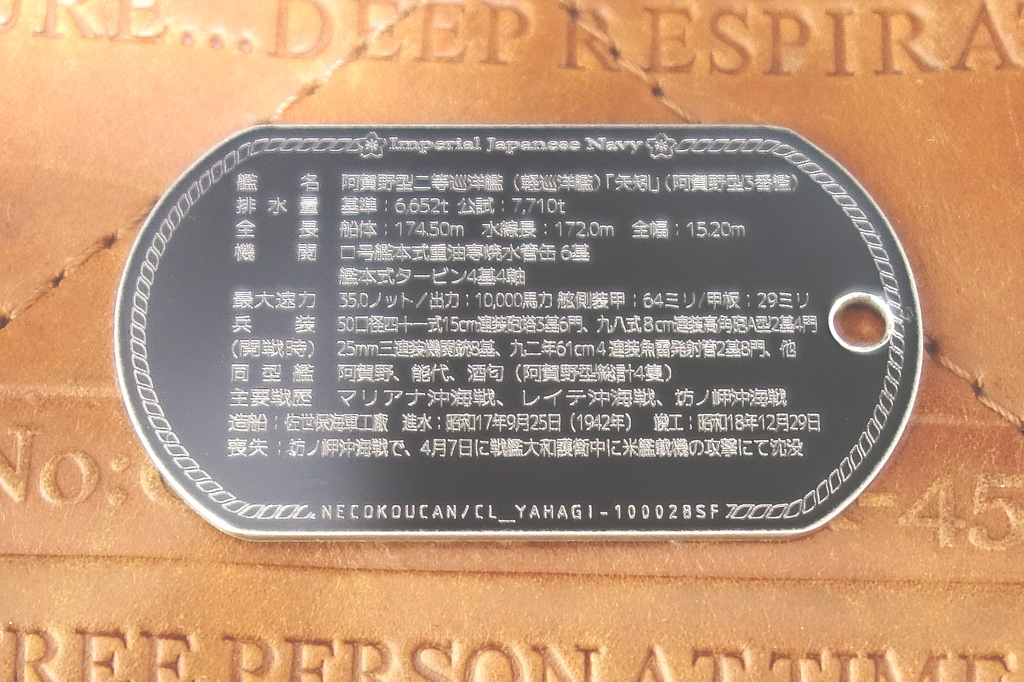 URE...DEEP RESPIRA
Imperial Japanese Navy
艦名 阿賀野型二等巡洋艦（軽巡洋艦）「矢矧」（阿賀野型3番艦）
排水量 基準：6,652t 公試：7,710t
全長 船体：174.50m 水線長：172.0m 全幅：15.20m
機関 ロ号艦本式重油専焼水管缶 6基
艦本式タービン4基4軸
最大速力 35.0ノット／出力：10,000馬力 舷側装甲：64ミリ/甲板：29ミリ
兵装 50口径四十一式15cm連装砲塔3基6門、九八式8cm連装高角砲A型2基4門
（開戦時） 25mm三連装機関銃8基、九二年61cm4連装魚雷発射管2基8門、他
同型艦 阿賀野、能代、酒匂（阿賀野型総計4隻）
主要戦歴 マリアナ沖海戦、レイテ沖海戦、坊ノ岬沖海戦
造船：佐世保海軍工廠 進水：昭和17年9月25日（1942年） 竣工：昭和18年12月29日
喪失：坊ノ岬沖海戦で、4月7日に戦艦大和護衛中に米艦載機の攻撃にて沈没
NECOKOUCAN/CL_YAHAGI-100028SF
No:
-45
REE PERSON AT TIME